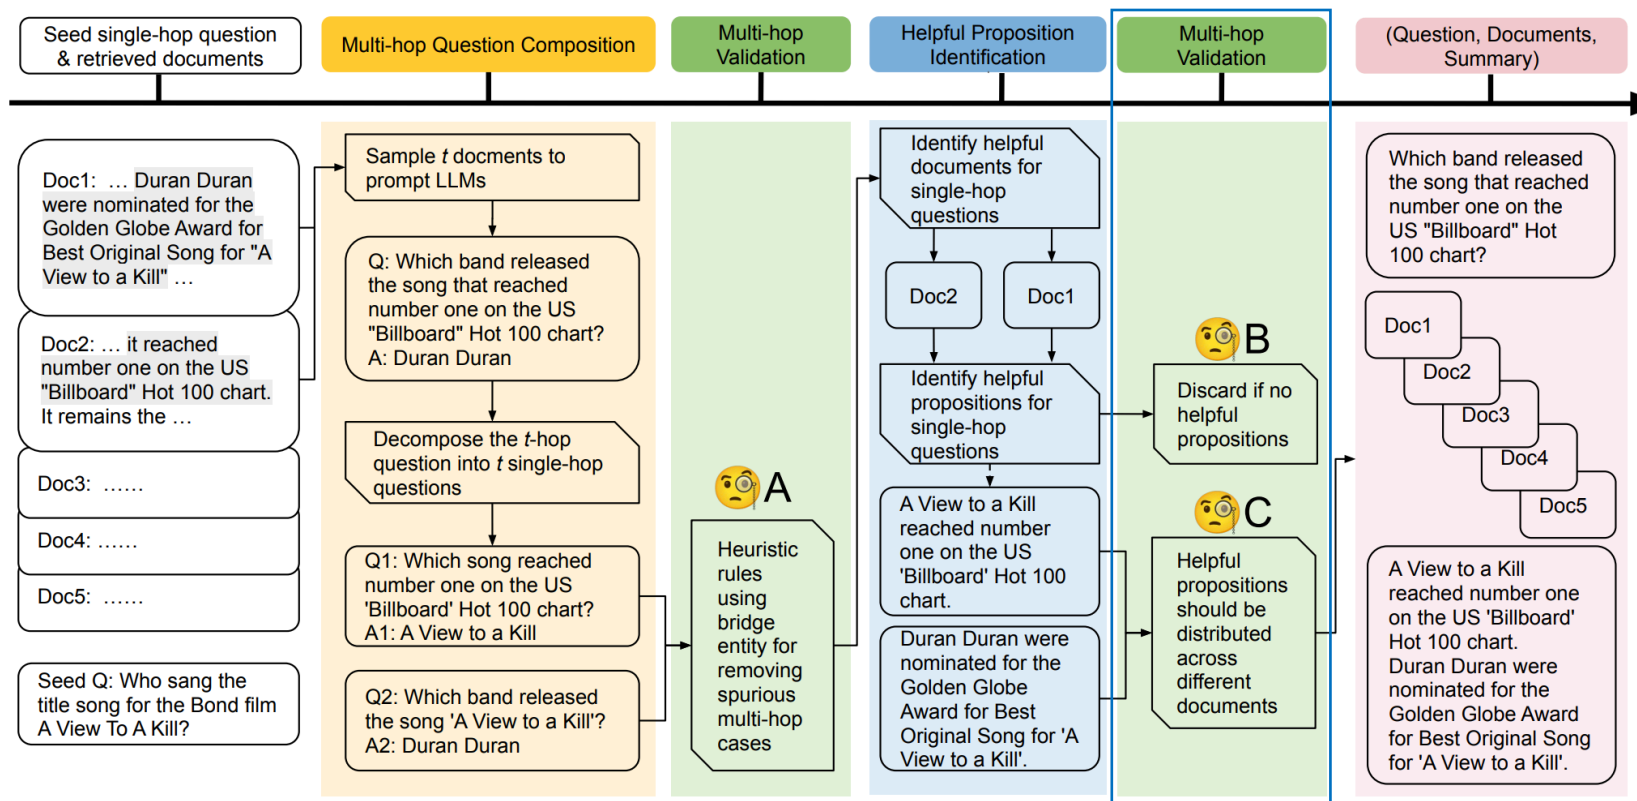 Seed single-hop question
& retrieved documents
Multi-hop Question Composition
Multi-hop
Validation
Helpful Proposition
Identification
Multi-hop
Validation
(Question, Documents,
Summary)
Doc1: … Duran Duran
were nominated for the
Golden Globe Award for
Best Original Song for "A
View to a Kill" …
Doc2: … it reached
number one on the US
"Billboard" Hot 100 chart.
It remains the …
Doc3: ……
Doc4: ……
Doc5: ……
Seed Q: Who sang the
title song for the Bond film
A View To A Kill?
Sample t docments to
prompt LLMs
Q: Which band released
the song that reached
number one on the US
"Billboard" Hot 100 chart?
A: Duran Duran
Decompose the t-hop
question into t single-hop
questions
Q1: Which song reached
number one on the US
'Billboard' Hot 100 chart?
A1: A View to a Kill
Q2: Which band released
the song 'A View to a Kill'?
A2: Duran Duran
A
Heuristic
rules
using
bridge
entity for
removing
spurious
multi-hop
cases
Identify helpful
documents for
single-hop
questions
Doc2
Doc1
Identify helpful
propositions for
single-hop
questions
A View to a Kill
reached number
one on the US
'Billboard' Hot 100
chart.
Duran Duran were
nominated for the
Golden Globe
Award for Best
Original Song for 'A
View to a Kill'.
B
Discard if no
helpful
propositions
C
Helpful
propositions
should be
distributed
across
different
documents
Which band released
the song that reached
number one on the
US "Billboard" Hot
100 chart?
Doc1
Doc2
Doc3
Doc4
Doc5
A View to a Kill
reached number one
on the US 'Billboard'
Hot 100 chart.
Duran Duran were
nominated for the
Golden Globe Award
for Best Original Song
for 'A View to a Kill'.